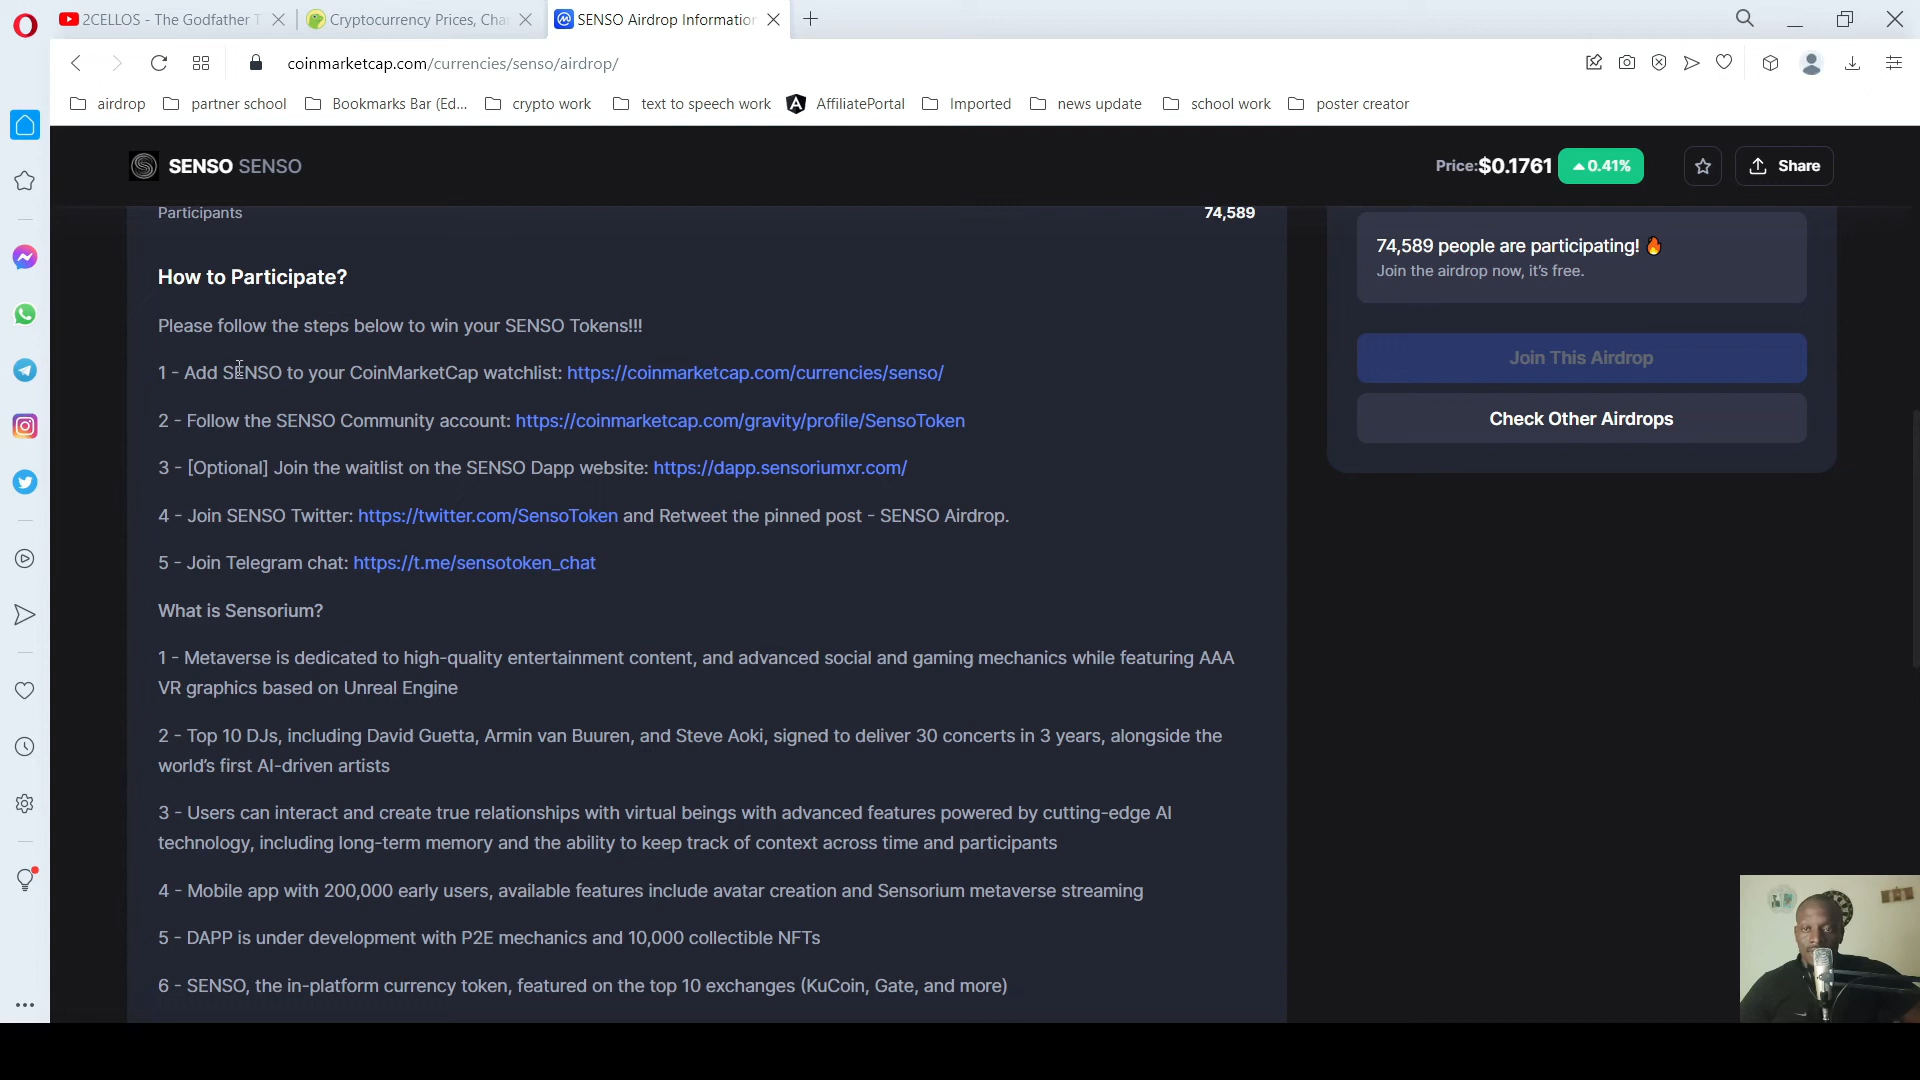 2CELLOS - The Godfather T
Cryptocurrency Prices, Cha
SENSO Airdrop Information
coinmarketcap.com/currencies/senso/airdrop/
airdrop
partner school
Bookmarks Bar (Ed...
crypto work
text to speech work
AffiliatePortal
Imported
news update
school work
poster creator
SENSO SENSO
Price:$0.1761
0.41%
Share
Participants
74,589
74,589 people are participating! 🔥
Join the airdrop now, it's free.
Join This Airdrop
Check Other Airdrops
How to Participate?
Please follow the steps below to win your SENSO Tokens!!!
1 - Add SENSO to your CoinMarketCap watchlist: https://coinmarketcap.com/currencies/senso/
2 - Follow the SENSO Community account: https://coinmarketcap.com/gravity/profile/SensoToken
3 - [Optional] Join the waitlist on the SENSO Dapp website: https://dapp.sensoriumxr.com/
4 - Join SENSO Twitter: https://twitter.com/SensoToken and Retweet the pinned post - SENSO Airdrop.
5 - Join Telegram chat: https://t.me/sensotoken_chat
What is Sensorium?
1 - Metaverse is dedicated to high-quality entertainment content, and advanced social and gaming mechanics while featuring AAA
VR graphics based on Unreal Engine
2 - Top 10 DJs, including David Guetta, Armin van Buuren, and Steve Aoki, signed to deliver 30 concerts in 3 years, alongside the
world's first AI-driven artists
3 - Users can interact and create true relationships with virtual beings with advanced features powered by cutting-edge AI
technology, including long-term memory and the ability to keep track of context across time and participants
4 - Mobile app with 200,000 early users, available features include avatar creation and Sensorium metaverse streaming
5 - DAPP is under development with P2E mechanics and 10,000 collectible NFTs
6 - SENSO, the in-platform currency token, featured on the top 10 exchanges (KuCoin, Gate, and more)